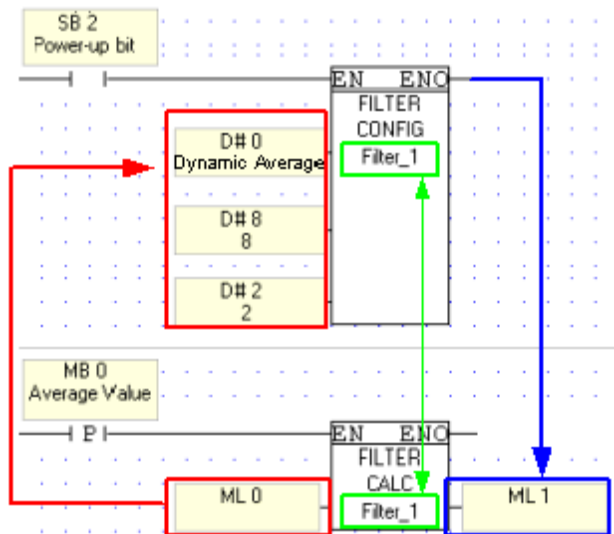 SB 2
Power-up bit
EN ENO
FILTER
CONFIG
Filter_1
D# 0
Dynamic Average
D# 8
8
D# 2
2
MB 0
Average Value
P
EN ENO
FILTER
CALC
Filter_1
ML 0
ML 1